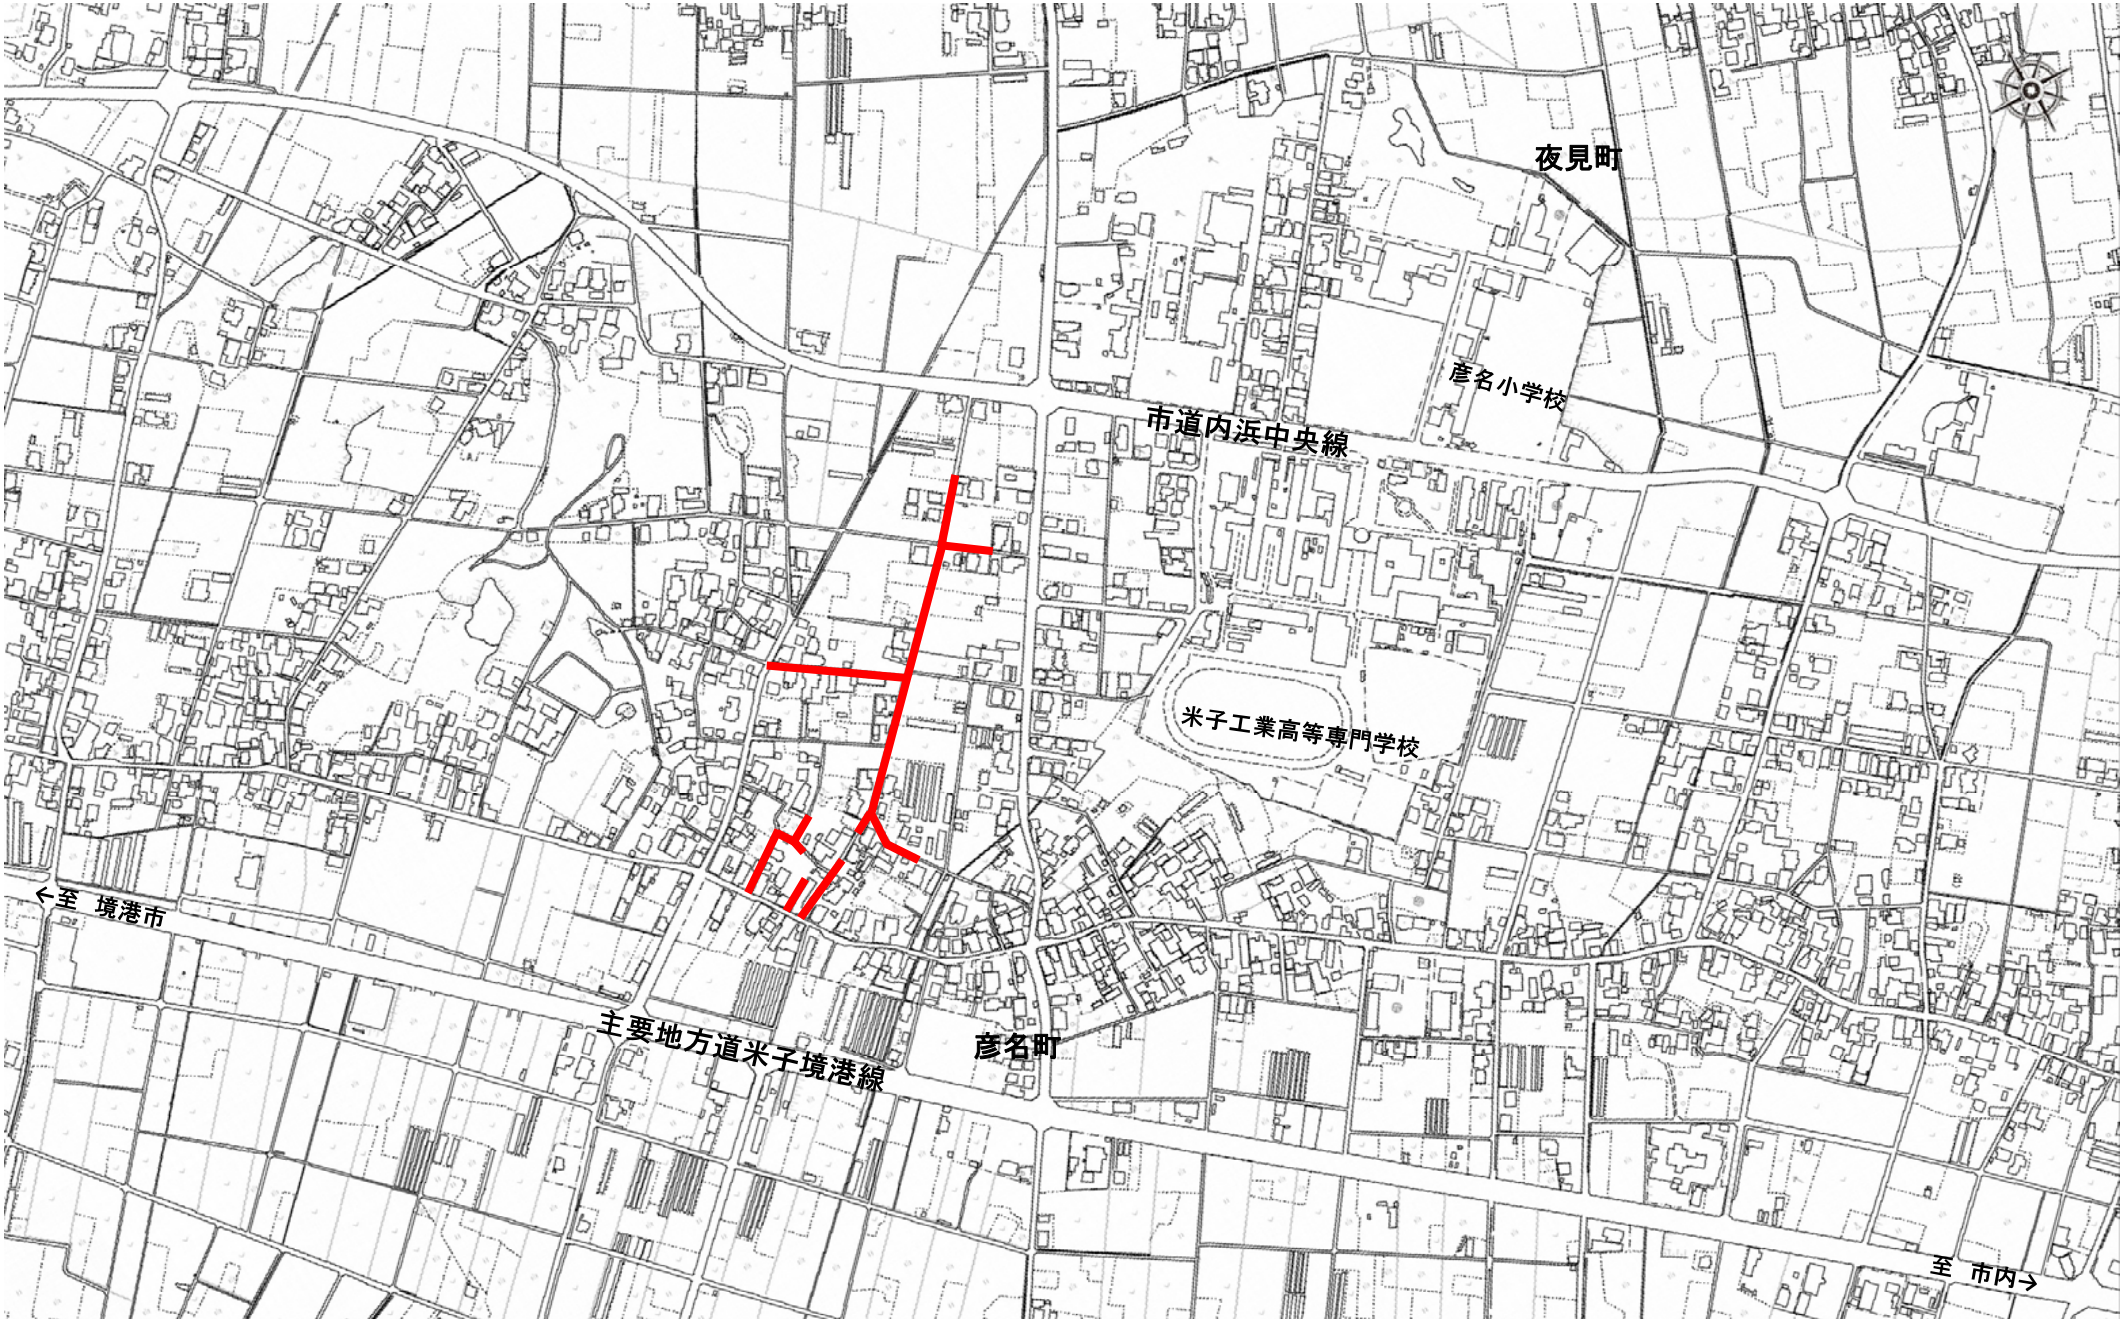 夜見町
彦名小学校
市道内浜中央線
米子工業高等専門学校
←至 境港市
主要地方道米子境港線
彦名町
至 市内→